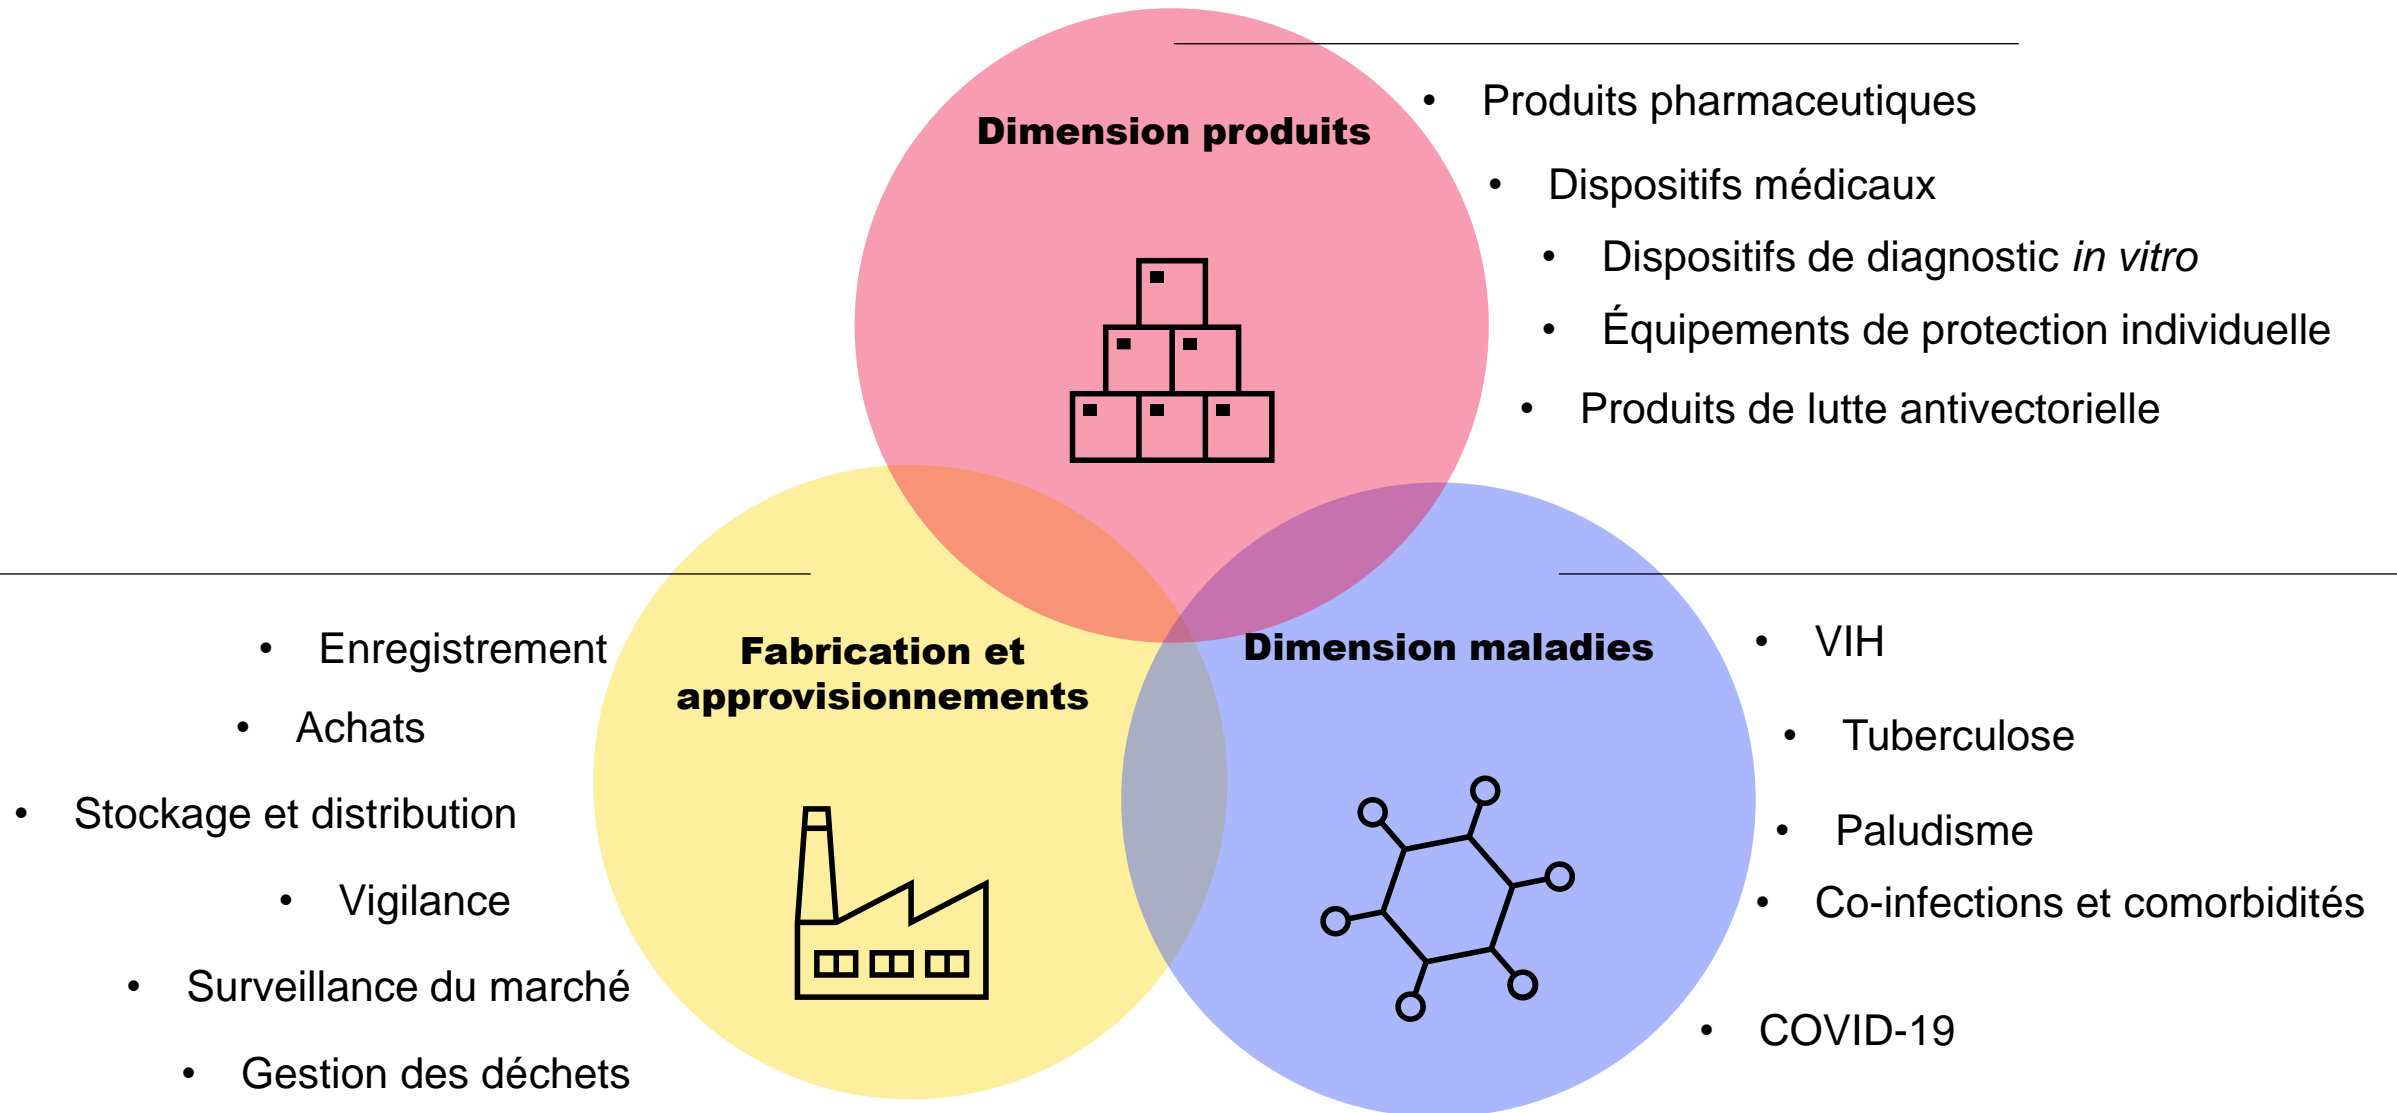 Dimension produits
• Produits pharmaceutiques
• Dispositifs médicaux
• Dispositifs de diagnostic in vitro
• Équipements de protection individuelle
• Produits de lutte antivectorielle
Fabrication et
approvisionnements
• Enregistrement
• Achats
• Stockage et distribution
• Vigilance
• Surveillance du marché
• Gestion des déchets
Dimension maladies
• VIH
• Tuberculose
• Paludisme
• Co-infections et comorbidités
• COVID-19